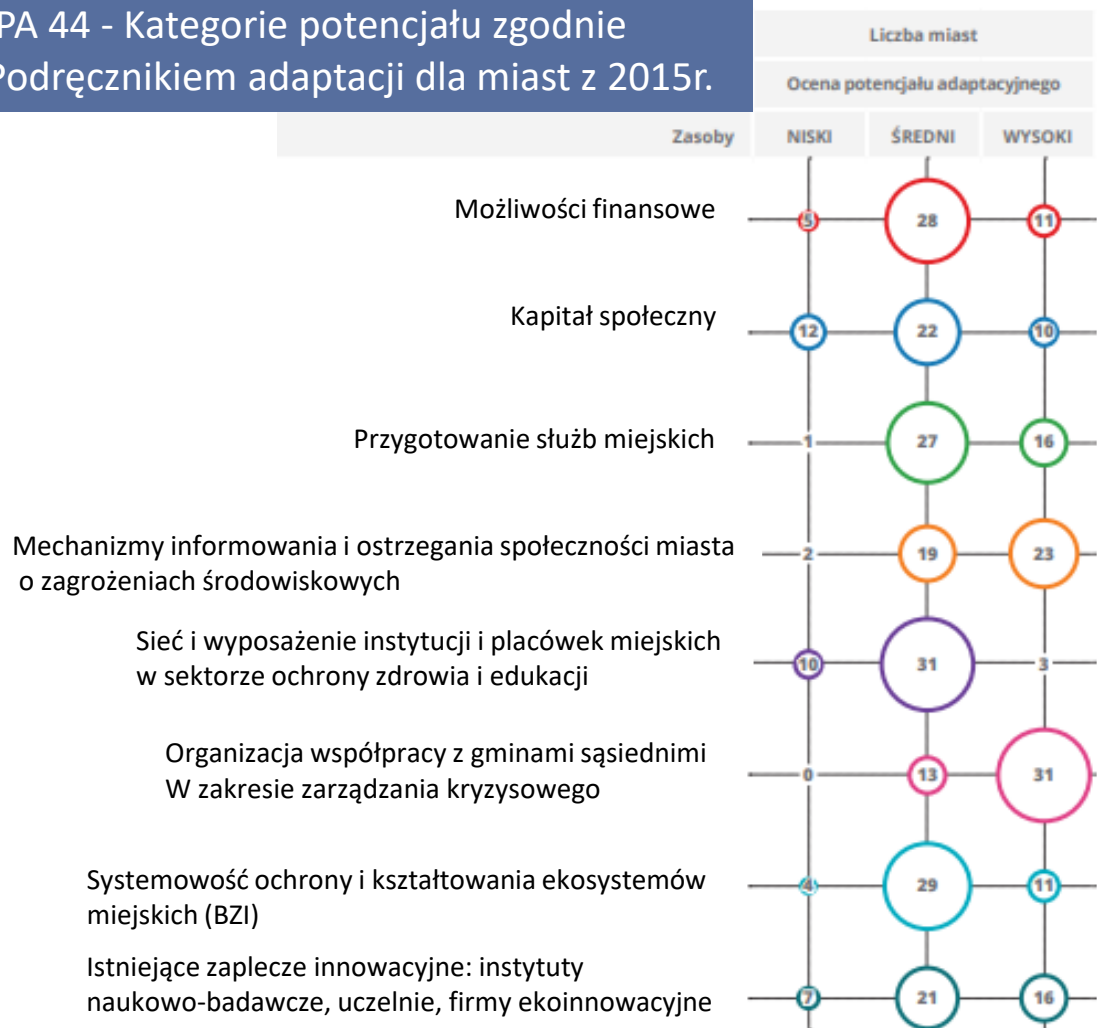 PA 44 - Kategorie potencjału zgodnie
Podręcznikiem adaptacji dla miast z 2015r.
Liczba miast
Ocena potencjału adaptacyjnego
Zasoby NISKI ŚREDNI WYSOKI
Możliwości finansowe 5 28 11
Kapitał społeczny 12 22 10
Przygotowanie służb miejskich 1 27 16
Mechanizmy informowania i ostrzegania społeczności miasta
o zagrożeniach środowiskowych 2 19 23
Sieć i wyposażenie instytucji i placówek miejskich
w sektorze ochrony zdrowia i edukacji 10 31 3
Organizacja współpracy z gminami sąsiednimi
W zakresie zarządzania kryzysowego 0 13 31
Systemowość ochrony i kształtowania ekosystemów
miejskich (BZI) 4 29 11
Istniejące zaplecze innowacyjne: instytuty
naukowo-badawcze, uczelnie, firmy ekoinnowacyjne 7 21 16